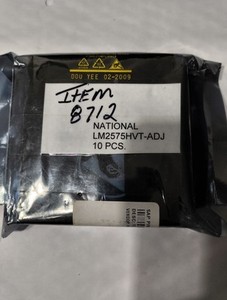 DOU YEE 02-2009
ITEM
8712
NATIONAL
LM2575HVT-ADJ
10 PCS.